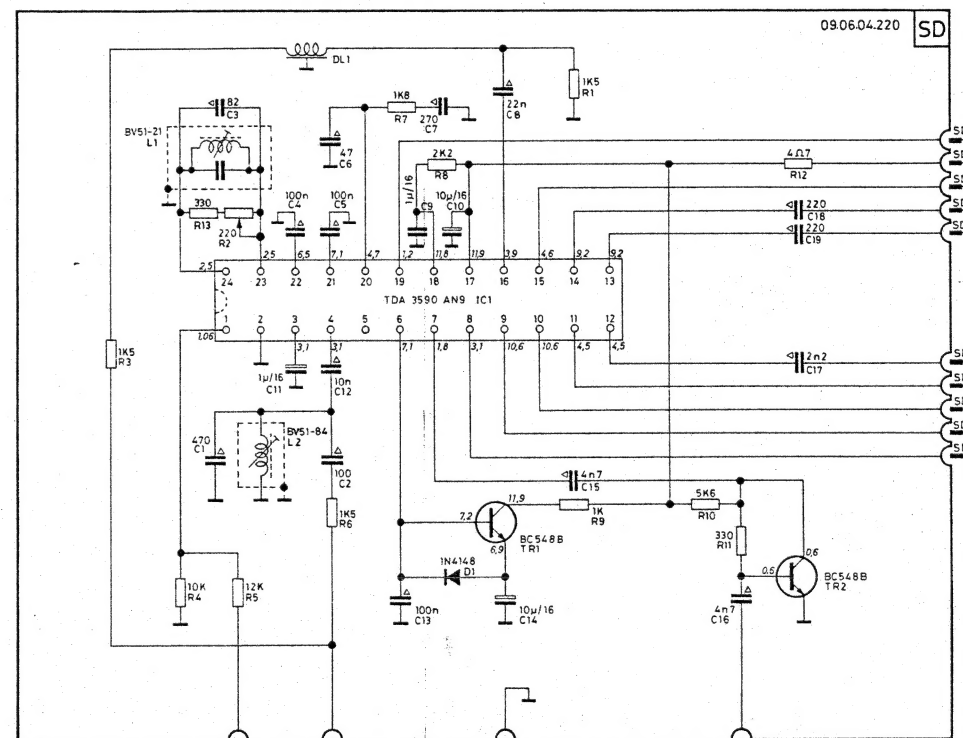 09.06.04.220
SD
DL1
1K5
R1
22n
C8
1K8
R7
270
C7
82
C3
BV51-21
L1
47
C6
330
R13
220
R2
100n
C4
100n
C5
1µ/16
C9
2K2
R8
10µ/16
C10
4Ω7
R12
220
C18
220
C19
2,5
2,5
6,5
7,1
4,7
1,2
11,8
11,9
3,9
4,6
9,2
9,2
24
23
22
21
20
19
18
17
16
15
14
13
TDA 3590 AN9 IC1
1
2
3
4
5
6
7
8
9
10
11
12
1,06
3,1
3,1
7,1
1,8
3,1
10,6
10,6
4,5
4,5
1K5
R3
1µ/16
C11
10n
C12
2n2
C17
470
C1
BV51-84
L2
100
C2
1K5
R6
4n7
C15
11,9
7,2
6,9
BC548B
TR1
1K
R9
5K6
R10
330
R11
0,6
0,6
BC548B
TR2
1N4148
D1
10K
R4
12K
R5
100n
C13
10µ/16
C14
4n7
C16